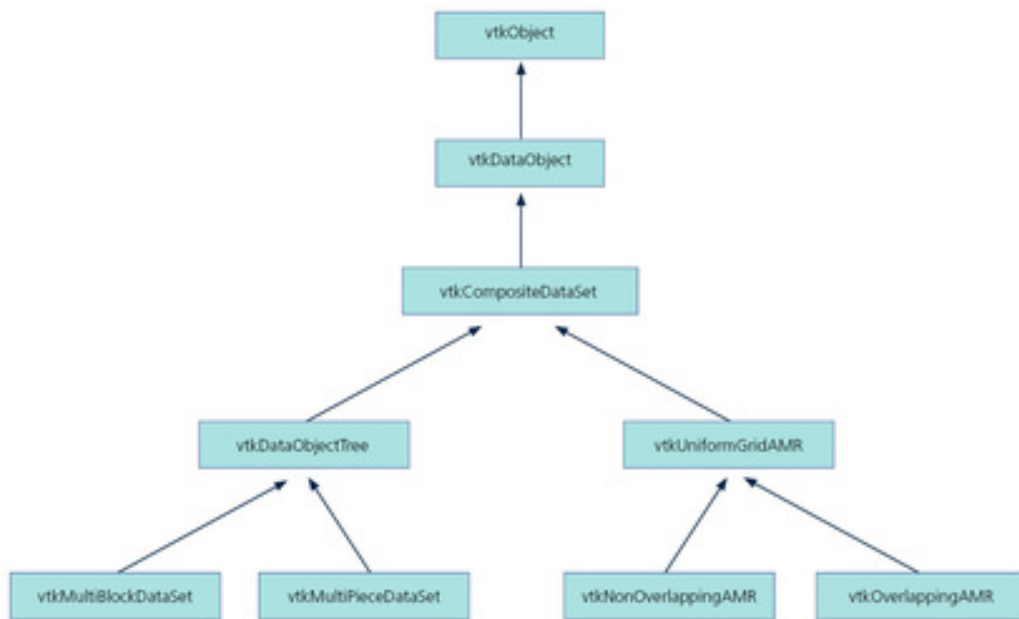 vtkObject
vtkDataObject
vtkCompositeDataSet
vtkDataObjectTree
vtkUniformGridAMR
vtkMultiBlockDataSet
vtkMultiPieceDataSet
vtkNonOverlappingAMR
vtkOverlappingAMR